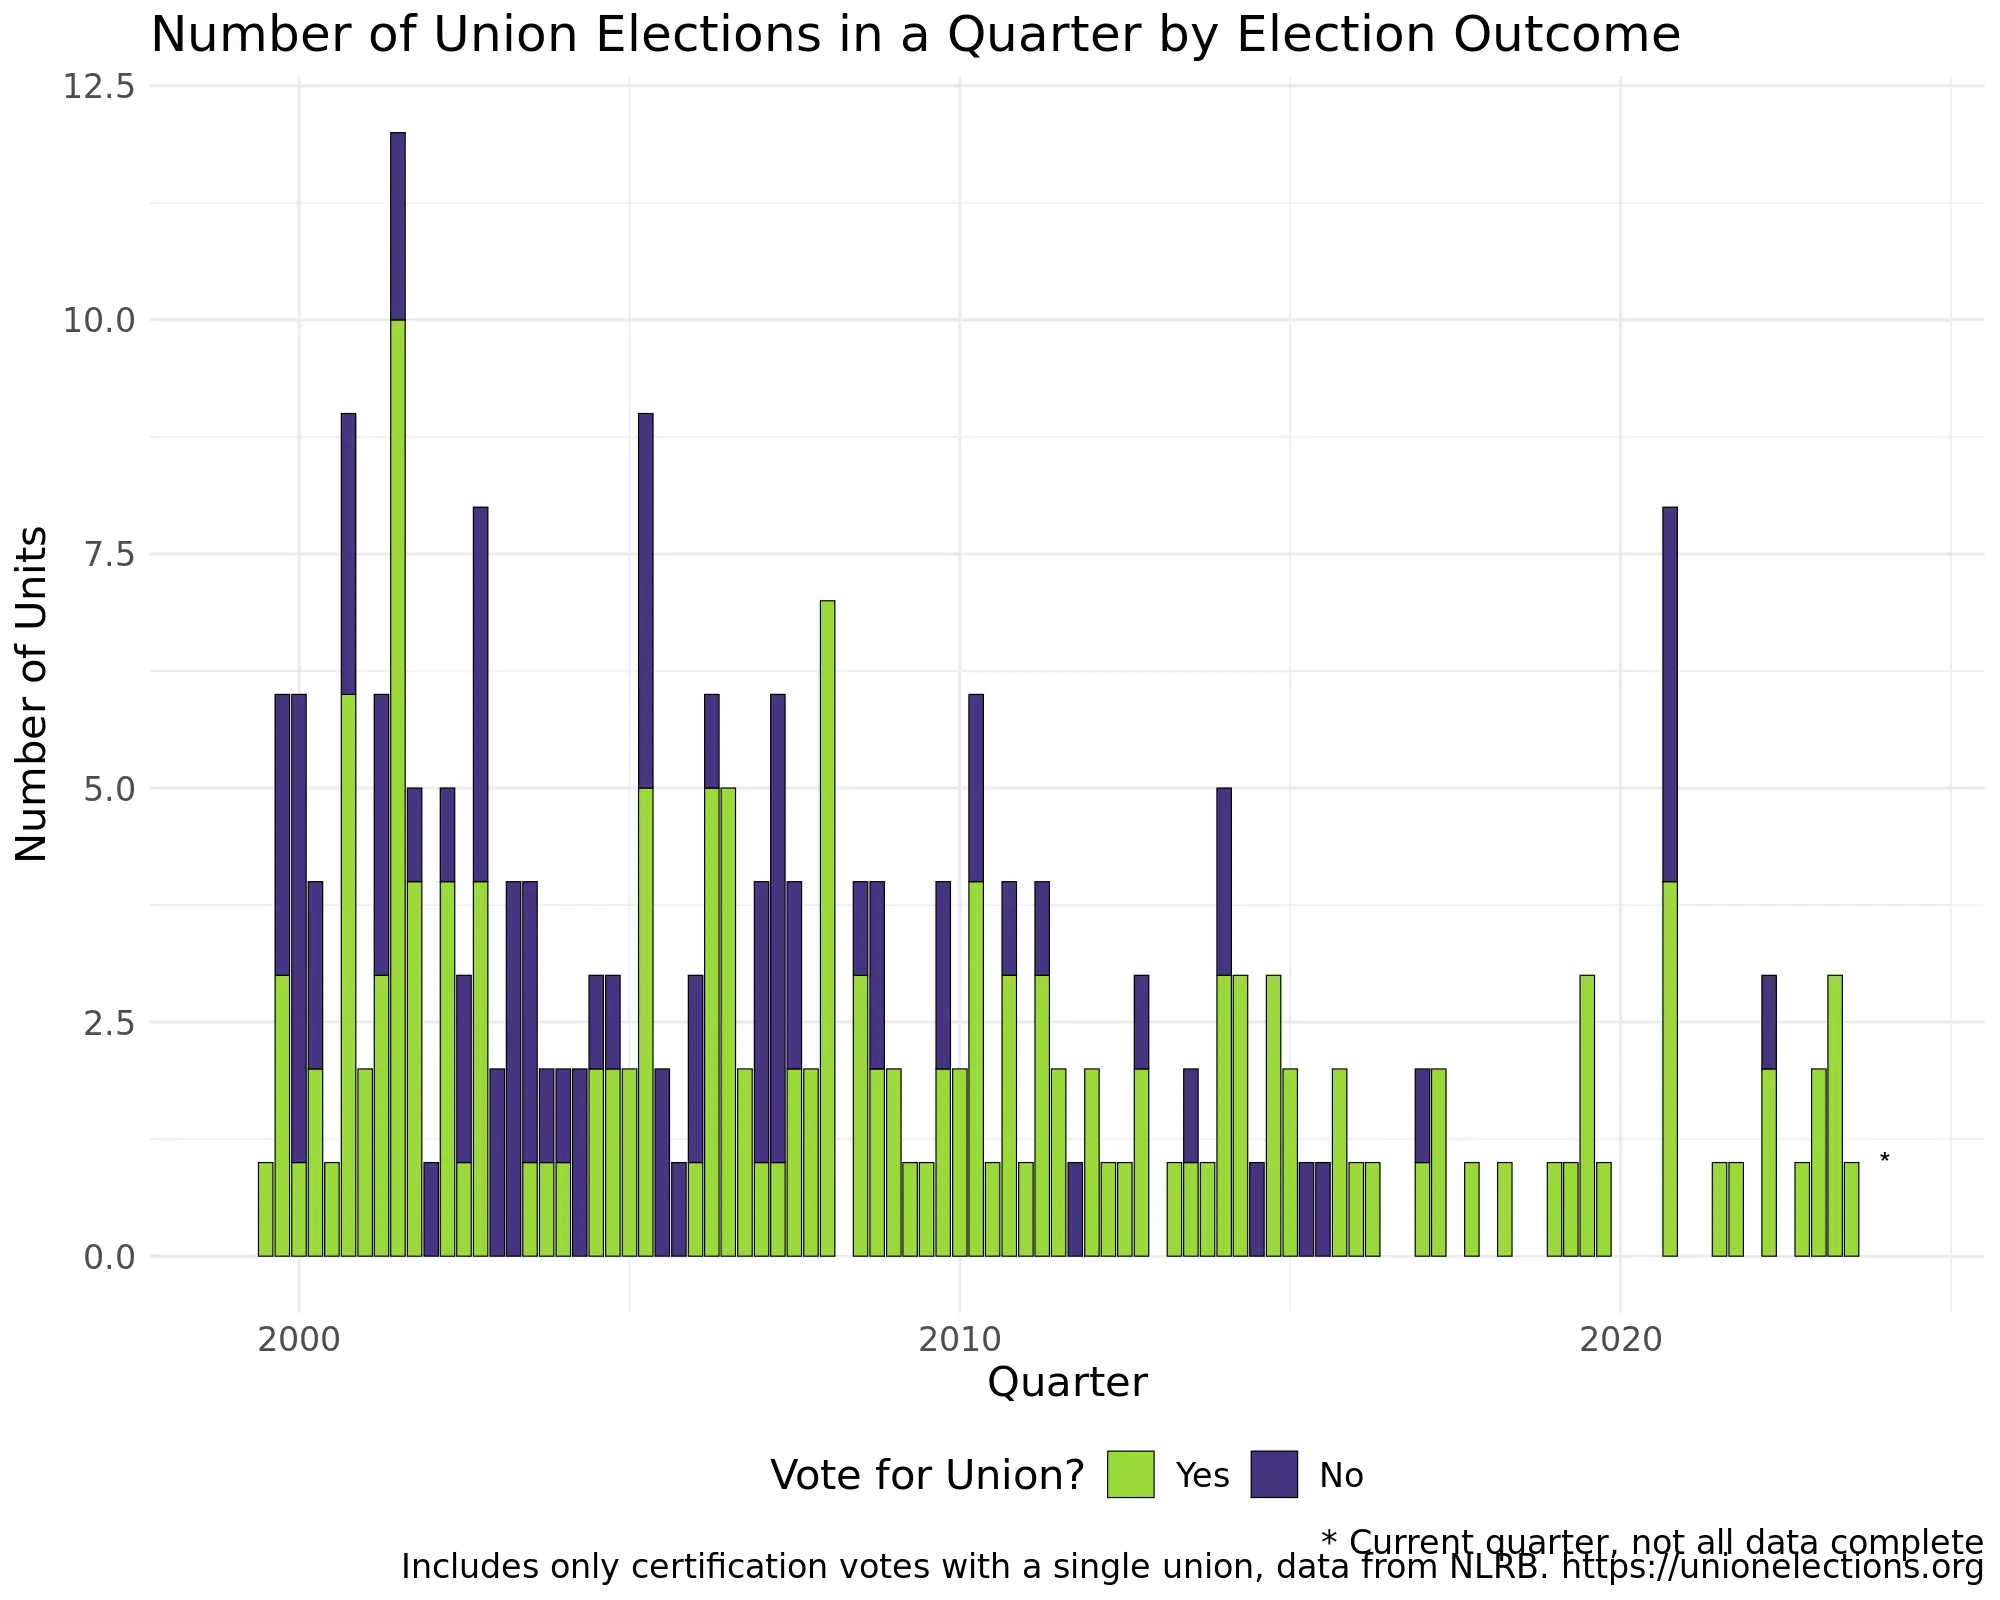 Number of Union Elections in a Quarter by Election Outcome
12.5
10.0
7.5
5.0
2.5
0.0
Number of Units
*
2000 2010 2020
Quarter
Vote for Union? Yes No
* Current quarter, not all data complete
Includes only certification votes with a single union, data from NLRB. https://unionelections.org